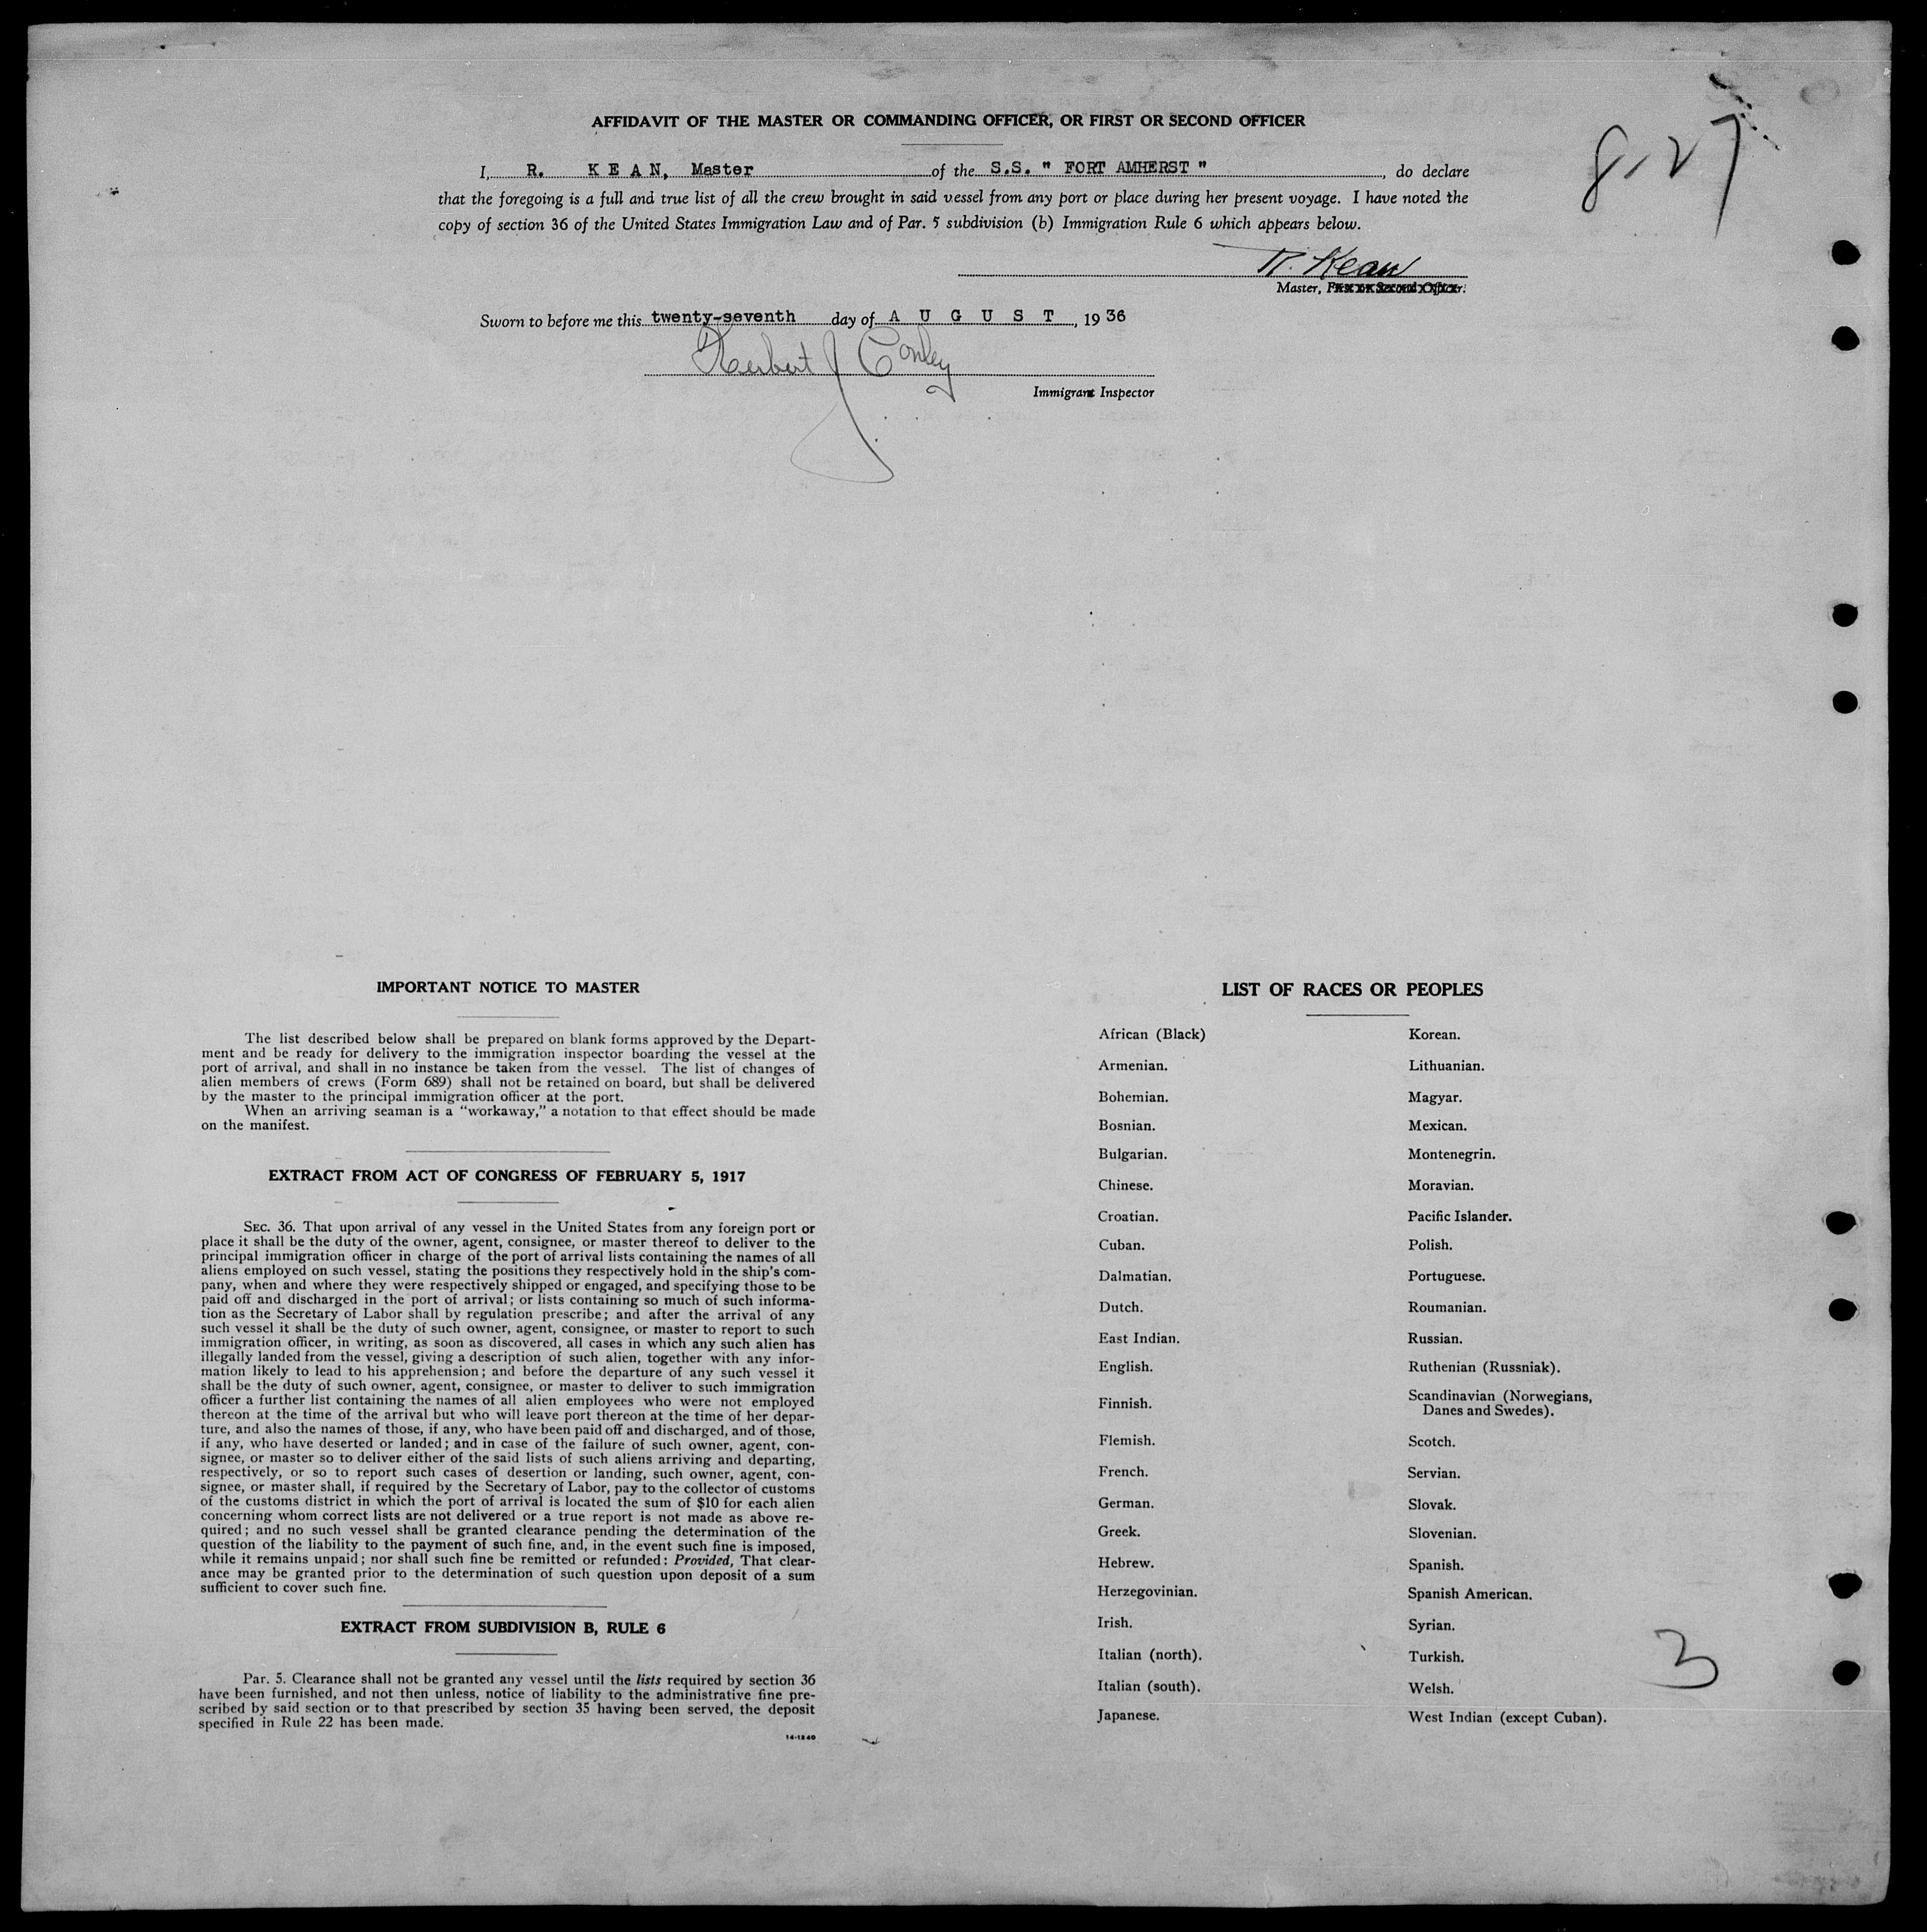 AFFIDAVIT OF THE MASTER OR COMMANDING OFFICER, OR FIRST OR SECOND OFFICER
8-27
I, R. KEAN, Master of the S.S. " FORT AMHERST ", do declare
that the foregoing is a full and true list of all the crew brought in said vessel from any port or place during her present voyage. I have noted the
copy of section 36 of the United States Immigration Law and of Par. 5 subdivision (b) Immigration Rule 6 which appears below.
R. Kean
Master, First or Second Officer.
Sworn to before me this twenty-seventh day of AUGUST, 1936
Herbert J Conley
Immigrant Inspector
IMPORTANT NOTICE TO MASTER
The list described below shall be prepared on blank forms approved by the Depart-
ment and be ready for delivery to the immigration inspector boarding the vessel at the
port of arrival, and shall in no instance be taken from the vessel. The list of changes of
alien members of crews (Form 689) shall not be retained on board, but shall be delivered
by the master to the principal immigration officer at the port.
When an arriving seaman is a "workaway," a notation to that effect should be made
on the manifest.
EXTRACT FROM ACT OF CONGRESS OF FEBRUARY 5, 1917
SEC. 36. That upon arrival of any vessel in the United States from any foreign port or
place it shall be the duty of the owner, agent, consignee, or master thereof to deliver to the
principal immigration officer in charge of the port of arrival lists containing the names of all
aliens employed on such vessel, stating the positions they respectively hold in the ship's com-
pany, when and where they were respectively shipped or engaged, and specifying those to be
paid off and discharged in the port of arrival; or lists containing so much of such informa-
tion as the Secretary of Labor shall by regulation prescribe; and after the arrival of any
such vessel it shall be the duty of such owner, agent, consignee, or master to report to such
immigration officer, in writing, as soon as discovered, all cases in which any such alien has
illegally landed from the vessel, giving a description of such alien, together with any infor-
mation likely to lead to his apprehension; and before the departure of any such vessel it
shall be the duty of such owner, agent, consignee, or master to deliver to such immigration
officer a further list containing the names of all alien employees who were not employed
thereon at the time of the arrival but who will leave port thereon at the time of her depar-
ture, and also the names of those, if any, who have been paid off and discharged, and of those,
if any, who have deserted or landed; and in case of the failure of such owner, agent, con-
signee, or master so to deliver either of the said lists of such aliens arriving and departing,
respectively, or so to report such cases of desertion or landing, such owner, agent, con-
signee, or master shall, if required by the Secretary of Labor, pay to the collector of customs
of the customs district in which the port of arrival is located the sum of $10 for each alien
concerning whom correct lists are not delivered or a true report is not made as above re-
quired; and no such vessel shall be granted clearance pending the determination of the
question of the liability to the payment of such fine, and, in the event such fine is imposed,
while it remains unpaid; nor shall such fine be remitted or refunded: Provided, That clear-
ance may be granted prior to the determination of such question upon deposit of a sum
sufficient to cover such fine.
EXTRACT FROM SUBDIVISION B, RULE 6
Par. 5. Clearance shall not be granted any vessel until the lists required by section 36
have been furnished, and not then unless, notice of liability to the administrative fine pre-
scribed by said section or to that prescribed by section 35 having been served, the deposit
specified in Rule 22 has been made.
14-1240
LIST OF RACES OR PEOPLES
African (Black)
Armenian.
Bohemian.
Bosnian.
Bulgarian.
Chinese.
Croatian.
Cuban.
Dalmatian.
Dutch.
East Indian.
English.
Finnish.
Flemish.
French.
German.
Greek.
Hebrew.
Herzegovinian.
Irish.
Italian (north).
Italian (south).
Japanese.
Korean.
Lithuanian.
Magyar.
Mexican.
Montenegrin.
Moravian.
Pacific Islander.
Polish.
Portuguese.
Roumanian.
Russian.
Ruthenian (Russniak).
Scandinavian (Norwegians,
Danes and Swedes).
Scotch.
Servian.
Slovak.
Slovenian.
Spanish.
Spanish American.
Syrian.
Turkish.
Welsh.
West Indian (except Cuban).
3